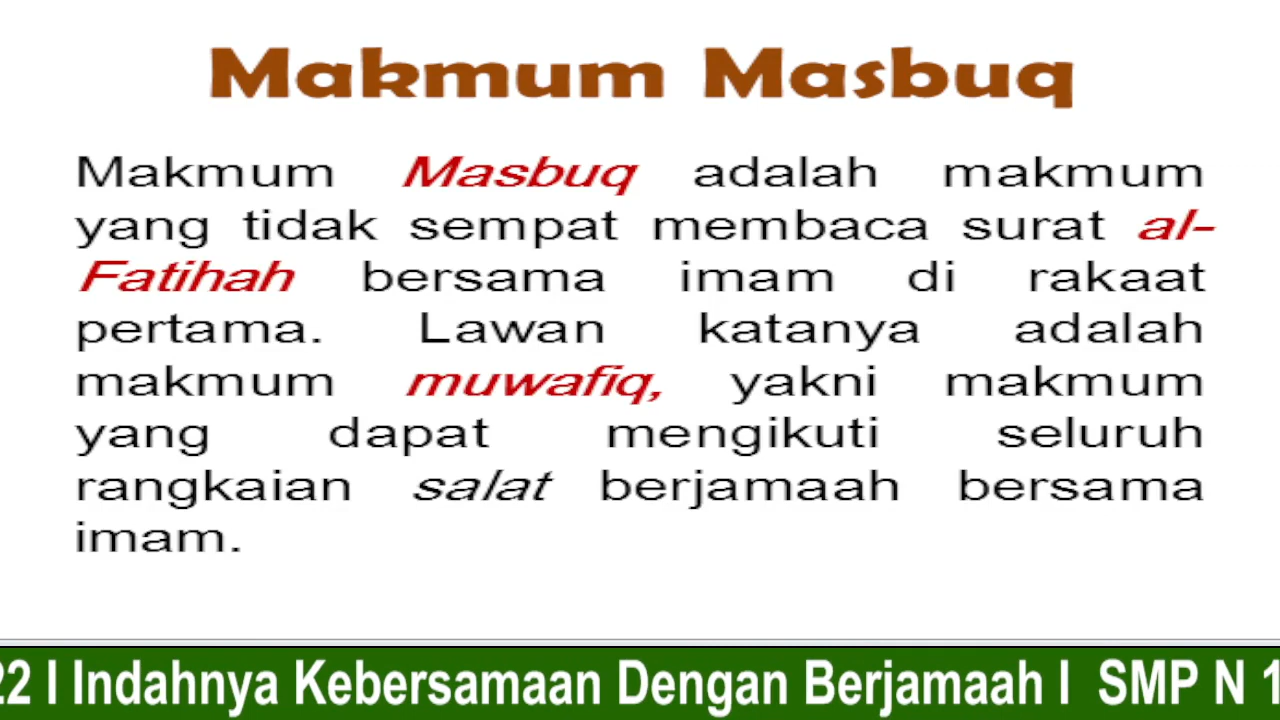 Makmum Masbuq
Makmum Masbuq adalah makmum
yang tidak sempat membaca surat al-
Fatihah bersama imam di rakaat
pertama. Lawan katanya adalah
makmum muwafiq, yakni makmum
yang dapat mengikuti seluruh
rangkaian salat berjamaah bersama
imam.
22 I Indahnya Kebersamaan Dengan Berjamaah I SMP N 1